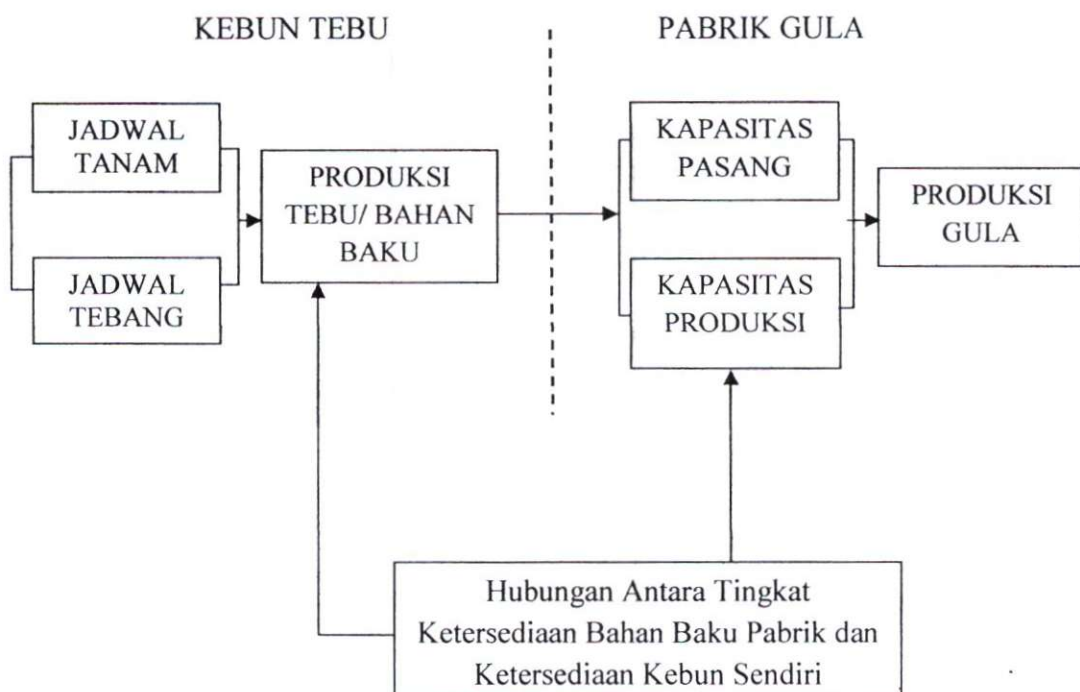 KEBUN TEBU
PABRIK GULA
JADWAL
TANAM
JADWAL
TEBANG
PRODUKSI
TEBU/ BAHAN
BAKU
KAPASITAS
PASANG
KAPASITAS
PRODUKSI
PRODUKSI
GULA
Hubungan Antara Tingkat
Ketersediaan Bahan Baku Pabrik dan
Ketersediaan Kebun Sendiri